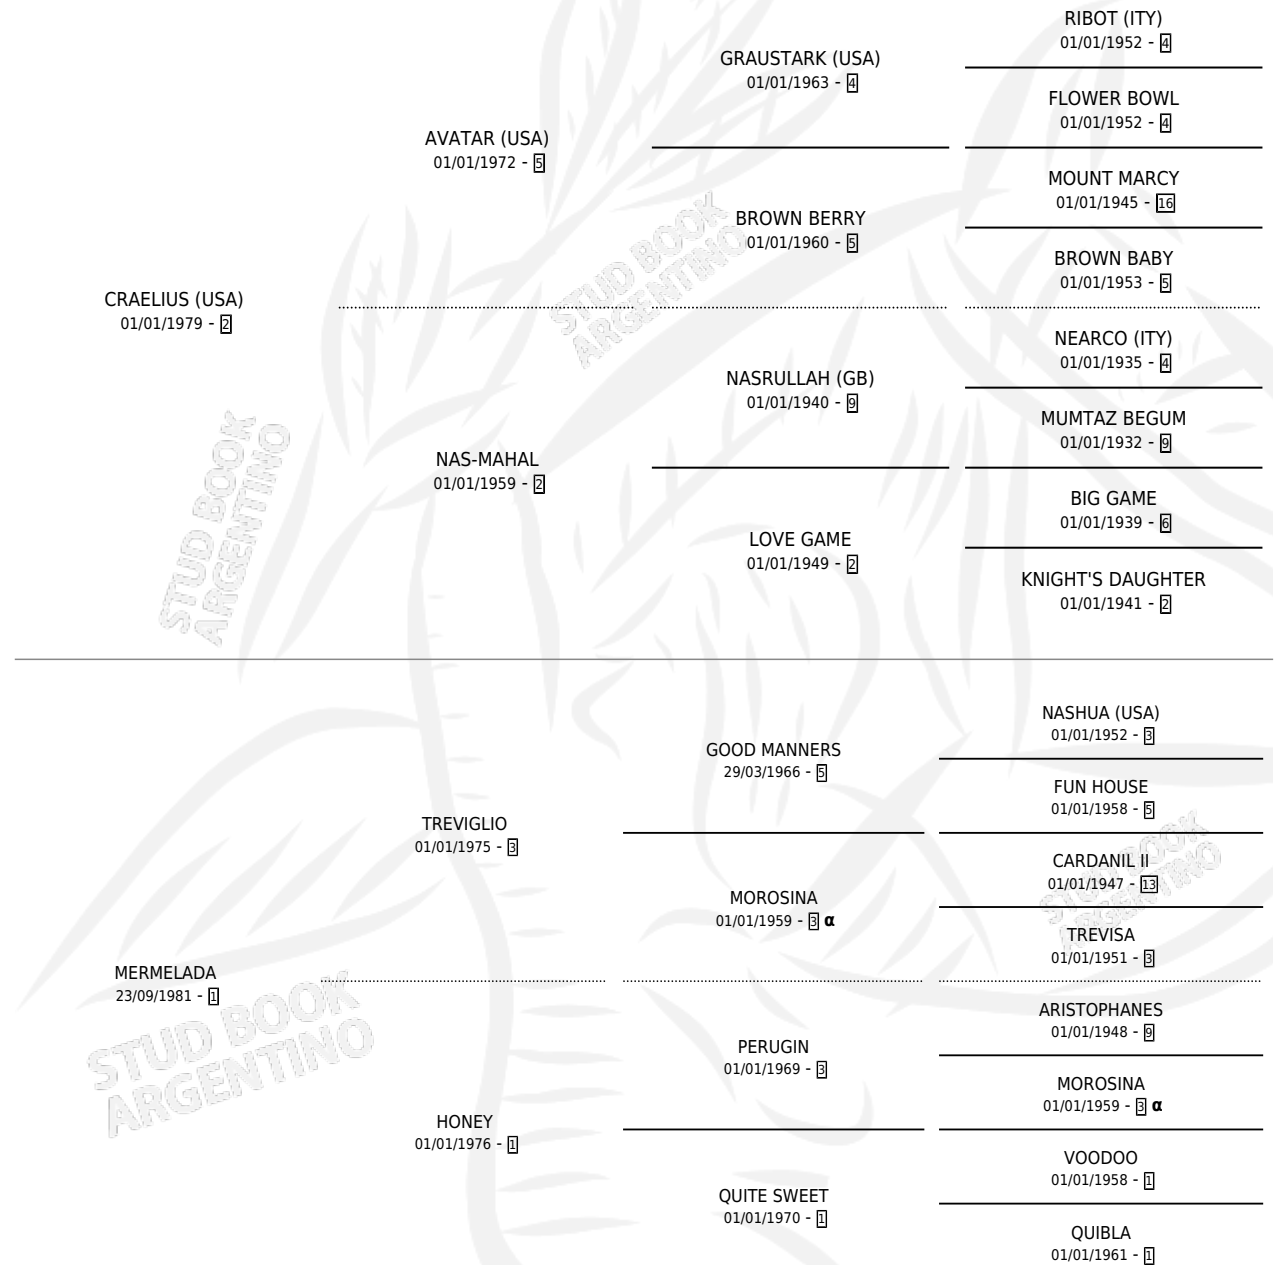 RIBOT (ITY)
01/01/1952 - 4
GRAUSTARK (USA)
01/01/1963 - 4
FLOWER BOWL
01/01/1952 - 4
AVATAR (USA)
01/01/1972 - 5
MOUNT MARCY
01/01/1945 - 16
BROWN BERRY
01/01/1960 - 5
BROWN BABY
01/01/1953 - 5
CRAELIUS (USA)
01/01/1979 - 2
NEARCO (ITY)
01/01/1935 - 4
NASRULLAH (GB)
01/01/1940 - 9
MUMTAZ BEGUM
01/01/1932 - 9
NAS-MAHAL
01/01/1959 - 2
BIG GAME
01/01/1939 - 6
LOVE GAME
01/01/1949 - 2
KNIGHT'S DAUGHTER
01/01/1941 - 2
STUD BOOK
ARGENTINO
STUD BOOK
ARGENTINO
NASHUA (USA)
01/01/1952 - 3
GOOD MANNERS
29/03/1966 - 5
FUN HOUSE
01/01/1958 - 5
TREVIGLIO
01/01/1975 - 3
CARDANIL II
01/01/1947 - 13
MOROSINA
01/01/1959 - 3 α
TREVISA
01/01/1951 - 3
MERMELADA
23/09/1981 - 1
ARISTOPHANES
01/01/1948 - 9
PERUGIN
01/01/1969 - 3
MOROSINA
01/01/1959 - 3 α
HONEY
01/01/1976 - 1
VOODOO
01/01/1958 - 1
QUITE SWEET
01/01/1970 - 1
QUIBLA
01/01/1961 - 1
STUD BOOK
ARGENTINO
STUD BOOK
ARGENTINO